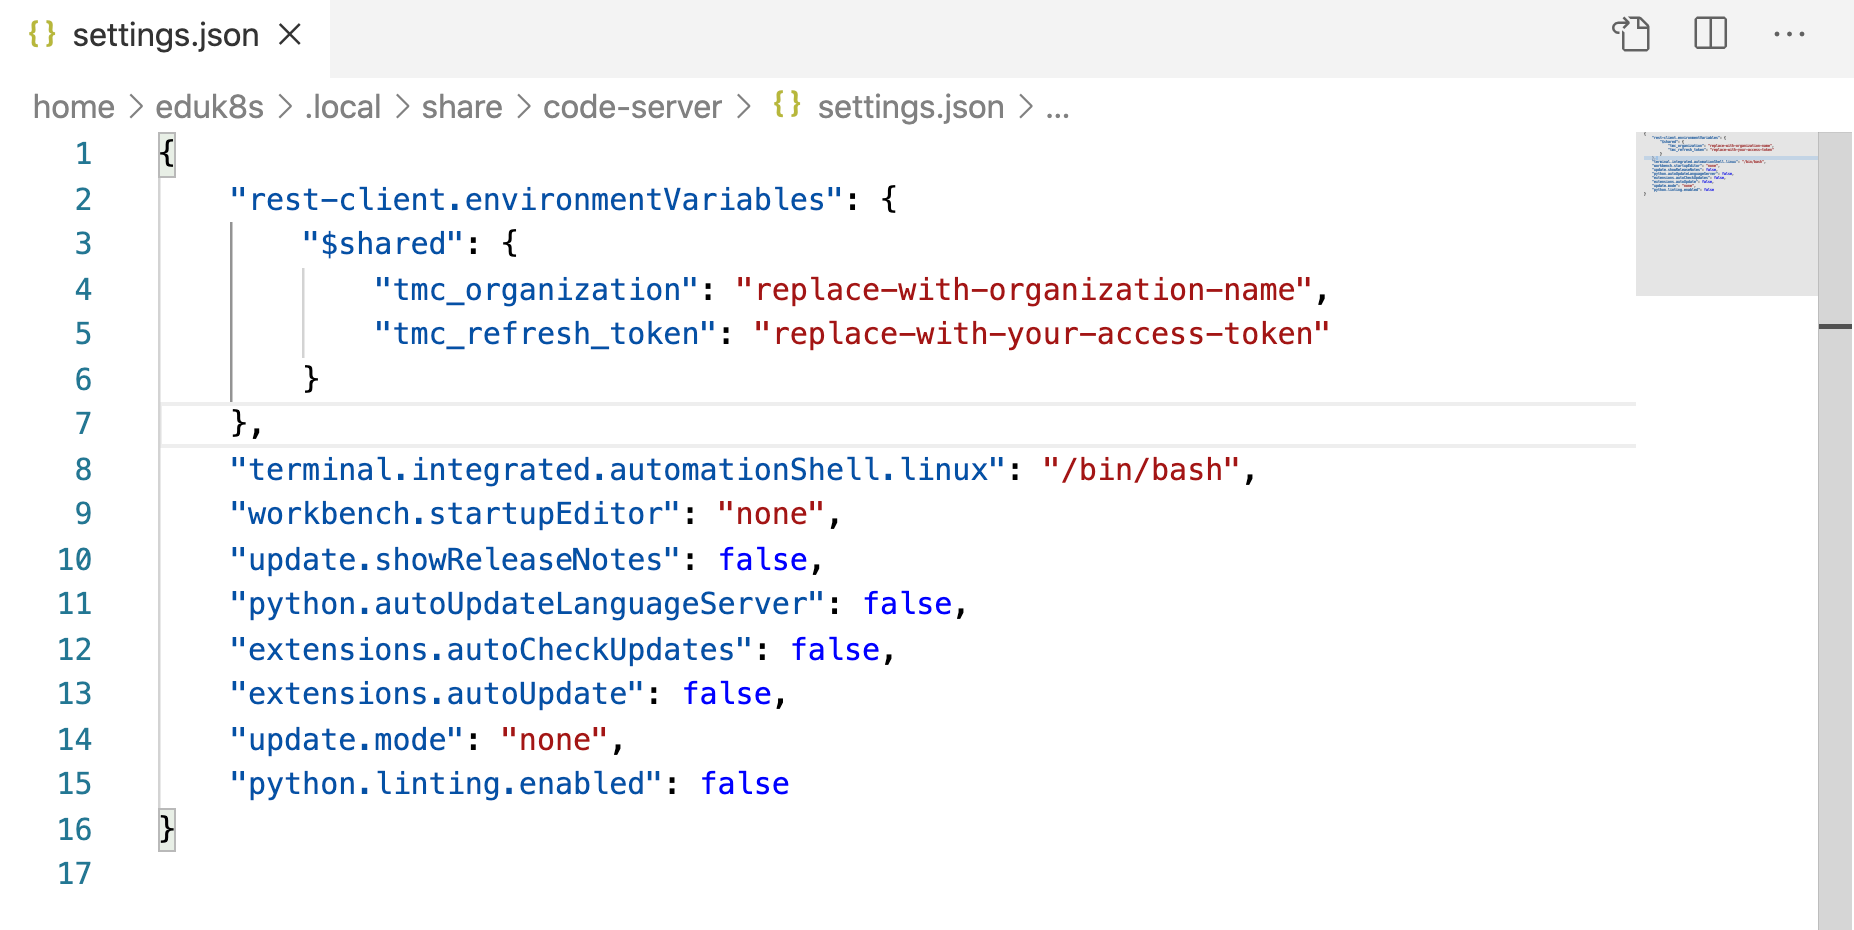 {} settings.json ×
home > eduk8s > .local > share > code-server > {} settings.json > ...
1 {
2 "rest-client.environmentVariables": {
3 "$shared": {
4 "tmc_organization": "replace-with-organization-name",
5 "tmc_refresh_token": "replace-with-your-access-token"
6 }
7 },
8 "terminal.integrated.automationShell.linux": "/bin/bash",
9 "workbench.startupEditor": "none",
10 "update.showReleaseNotes": false,
11 "python.autoUpdateLanguageServer": false,
12 "extensions.autoCheckUpdates": false,
13 "extensions.autoUpdate": false,
14 "update.mode": "none",
15 "python.linting.enabled": false
16 }
17